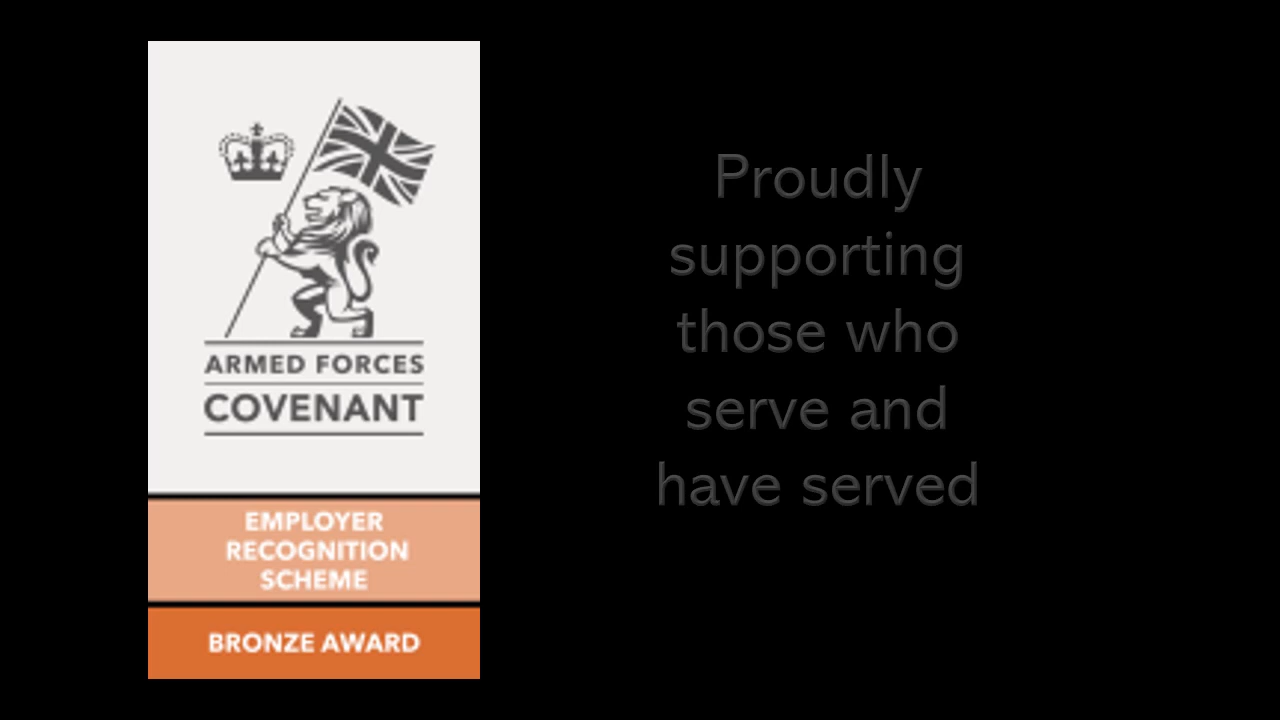 ARMED FORCES
COVENANT
EMPLOYER
RECOGNITION
SCHEME
BRONZE AWARD
Proudly
supporting
those who
serve and
have served